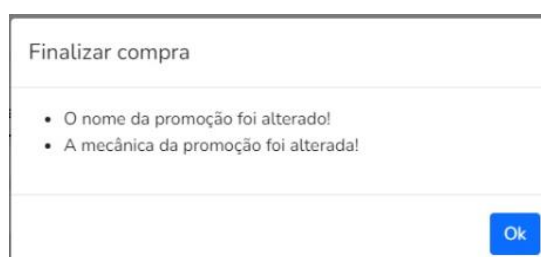 Finalizar compra
• O nome da promoção foi alterado!
• A mecânica da promoção foi alterada!
Ok